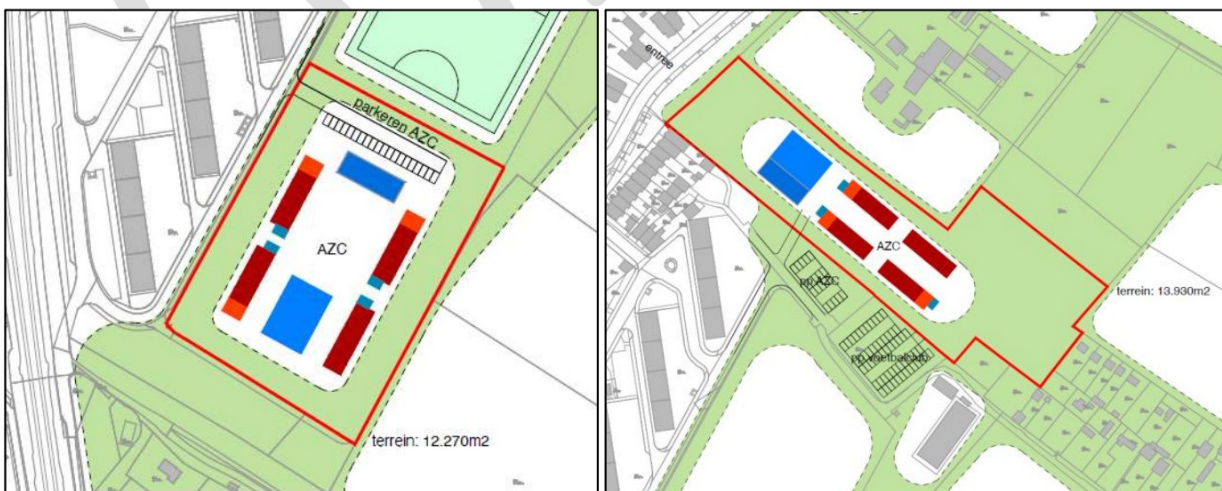 parkeren AZC
AZC
terrein: 12.270m2
entree
AZC
pp AZC
pp voetbalclub
terrein: 13.930m2